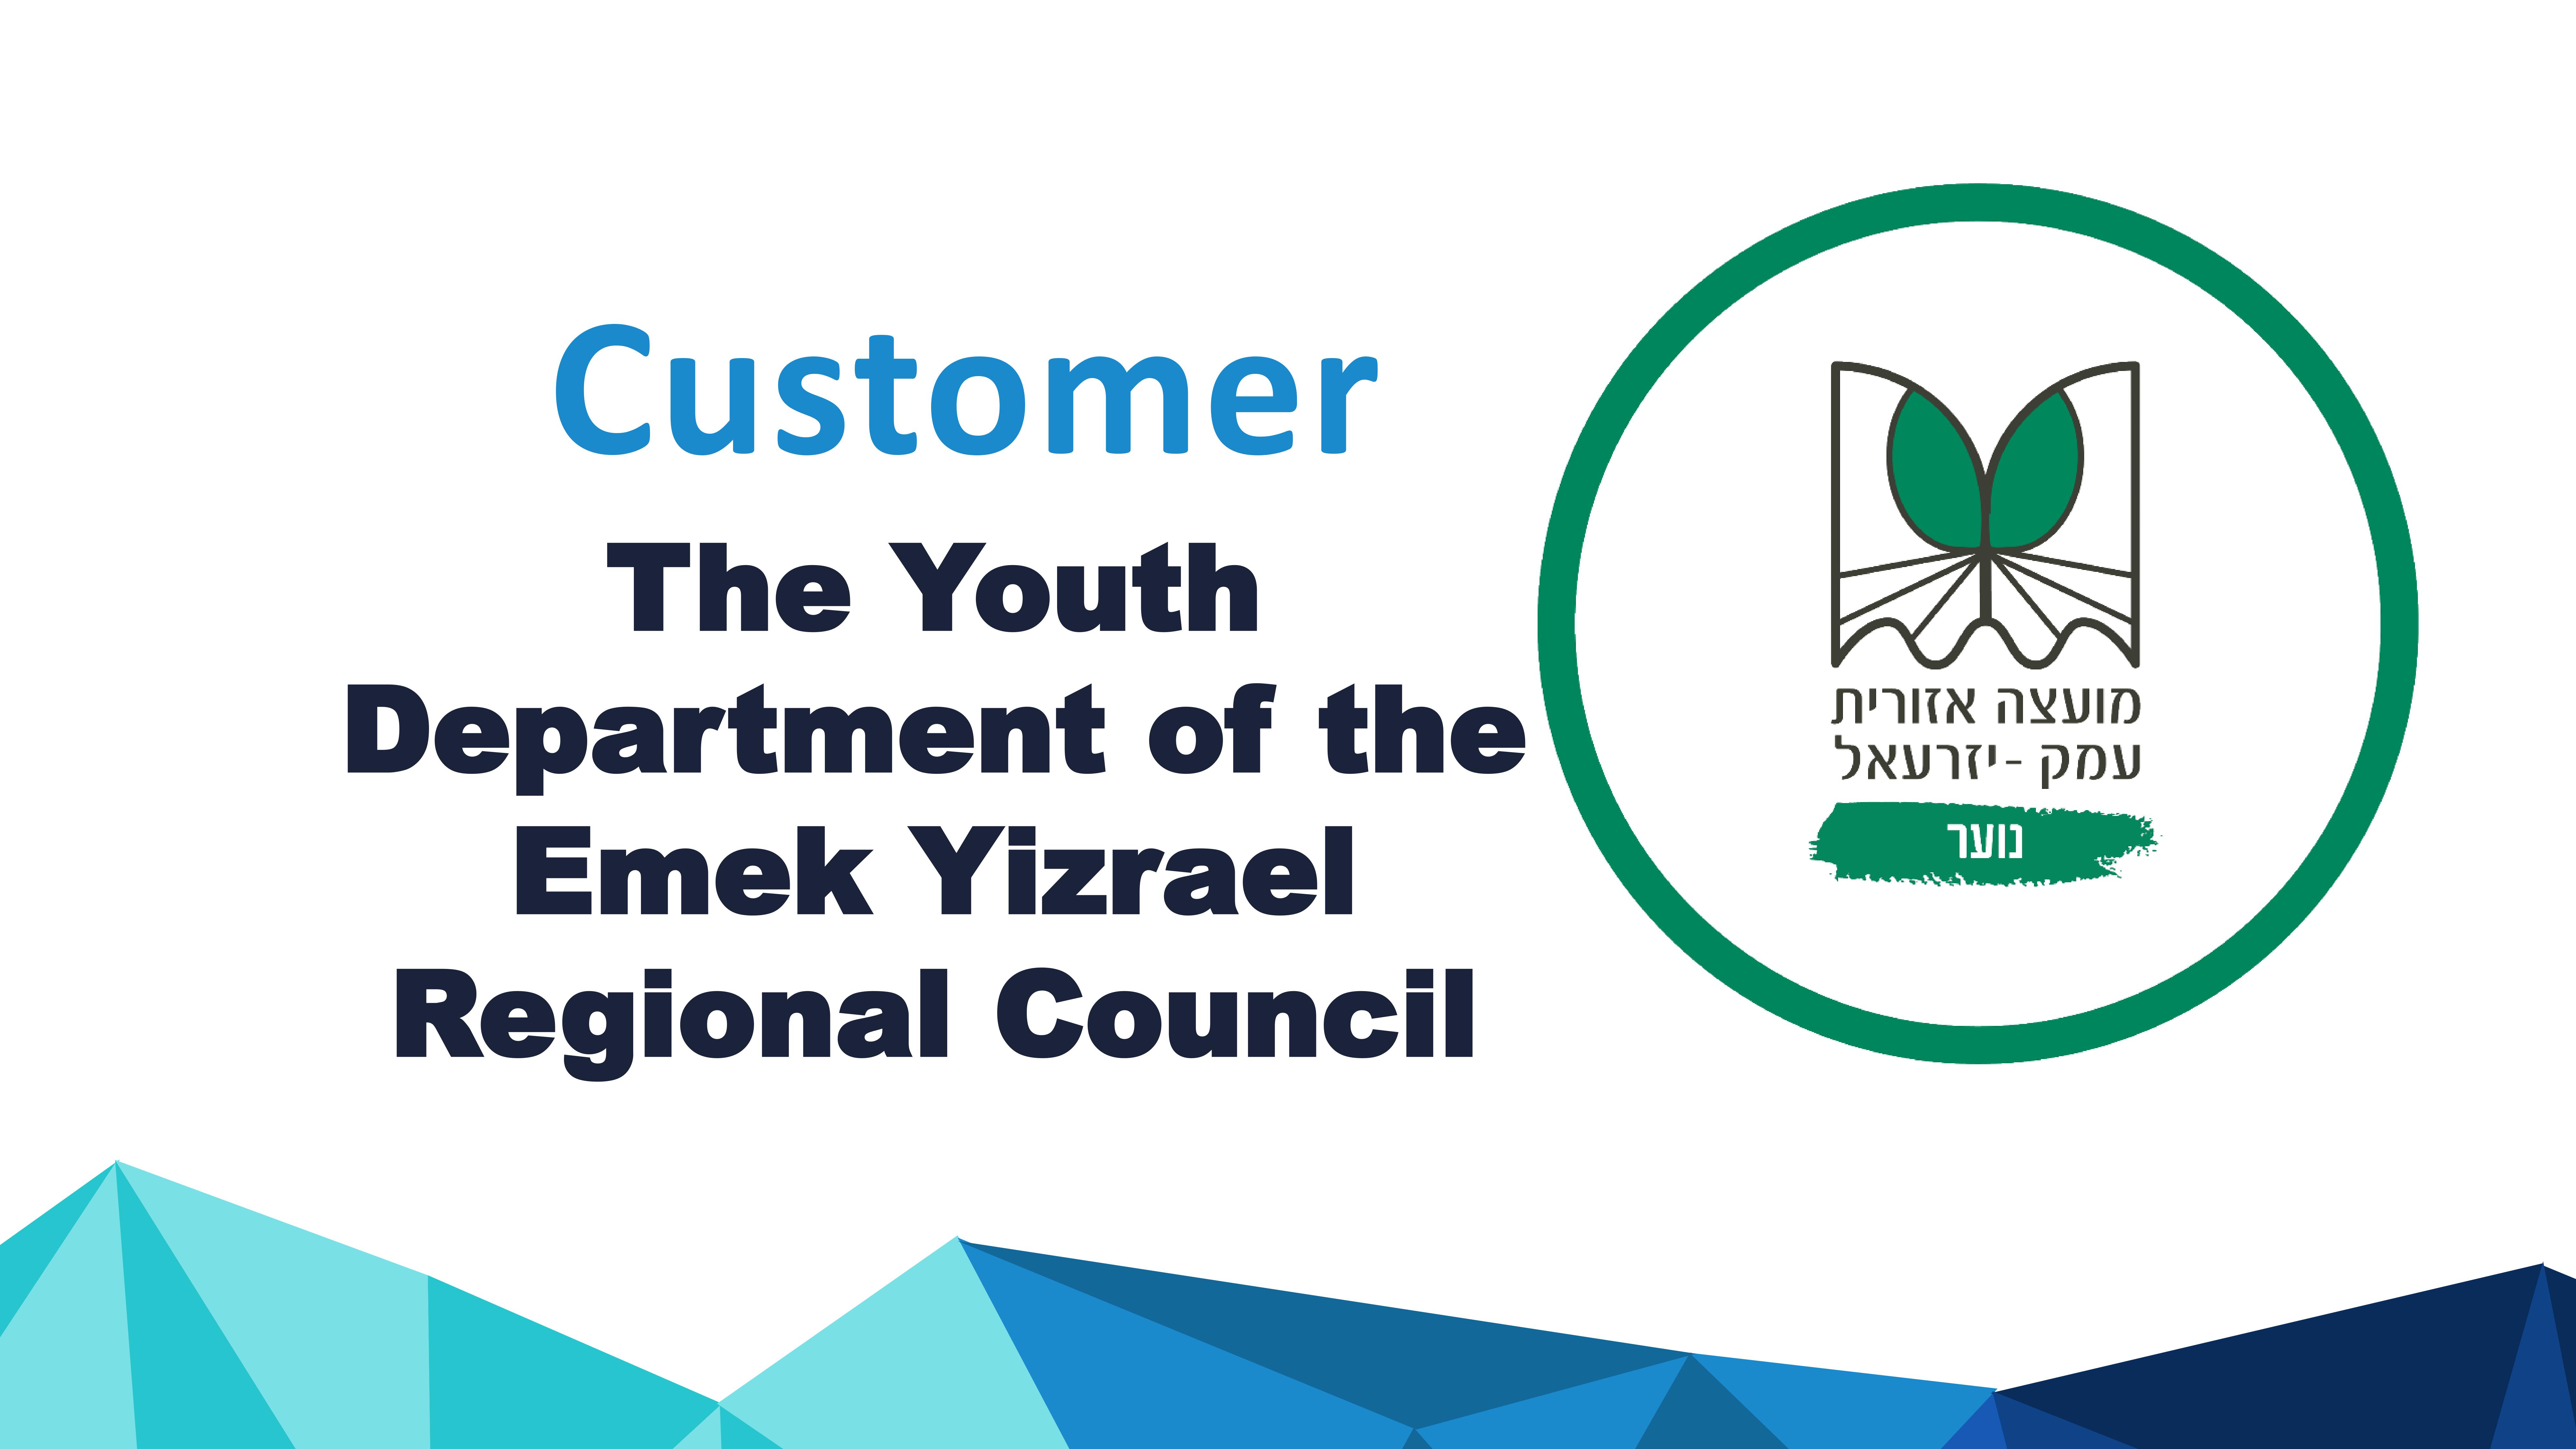 Customer
The Youth
Department of the
Emek Yizrael
Regional Council
מועצה אזורית
עמק -יזרעאל
נוער